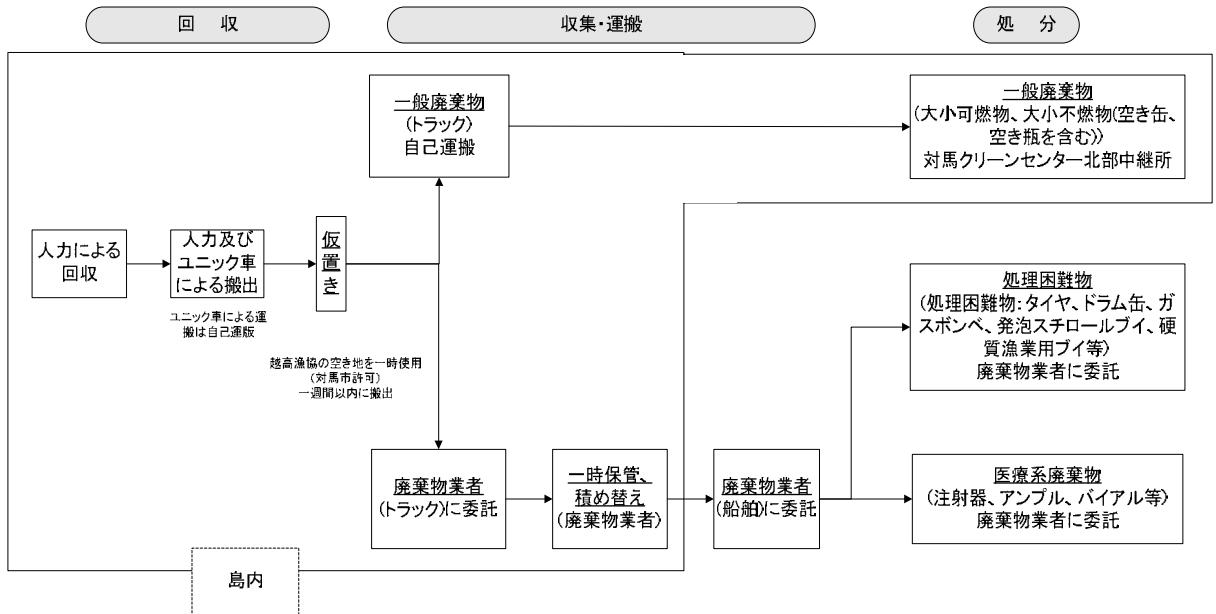 回　収
収集・運搬
処　分
一般廃棄物
(トラック)
自己運搬
一般廃棄物
(大小可燃物、大小不燃物(空き缶、
空き瓶を含む))
対馬クリーンセンター北部中継所
人力による
回収
人力及び
ユニック車
による搬出
ユニック車による運
搬は自己運版
仮
置
き
越高漁協の空き地を一時使用
(対馬市許可)
一週間以内に搬出
処理困難物
(処理困難物:タイヤ、ドラム缶、ガ
スボンベ、発泡スチロールブイ、硬
質漁業用ブイ等)
廃棄物業者に委託
廃棄物業者
(トラック)に委託
一時保管、
積め替え
(廃棄物業者)
廃棄物業者
(船舶)に委託
医療系廃棄物
(注射器、アンプル、バイアル等)
廃棄物業者に委託
島内